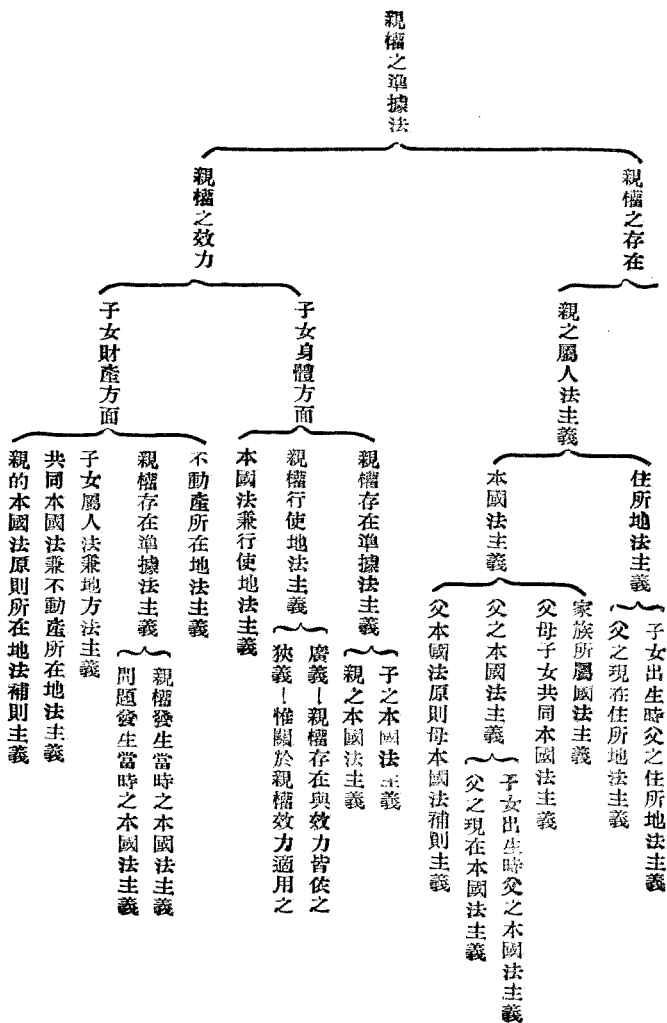 親權之準據法
親權之存在
親之屬人法主義
住所地法主義
子女出生時父之住所地法主義
父之現在住所地法主義
本國法主義
家族所屬國法主義
父母子女共同本國法主義
父之本國法主義
子女出生時父之本國法主義
父之現在本國法主義
父本國法原則母本國法補則主義
親權之效力
子女身體方面
親權存在準據法主義
子之本國法主義
親之本國法主義
親權行使地法主義
廣義—親權存在與效力皆依之
狹義—惟關於親權效力適用之
本國法兼行使地法主義
子女財產方面
不動產所在地法主義
親權存在準據法主義
親權發生當時之本國法主義
問題發生當時之本國法主義
子女屬人法兼地方法主義
共同本國法兼不動產所在地法主義
親的本國法原則所在地法補則主義